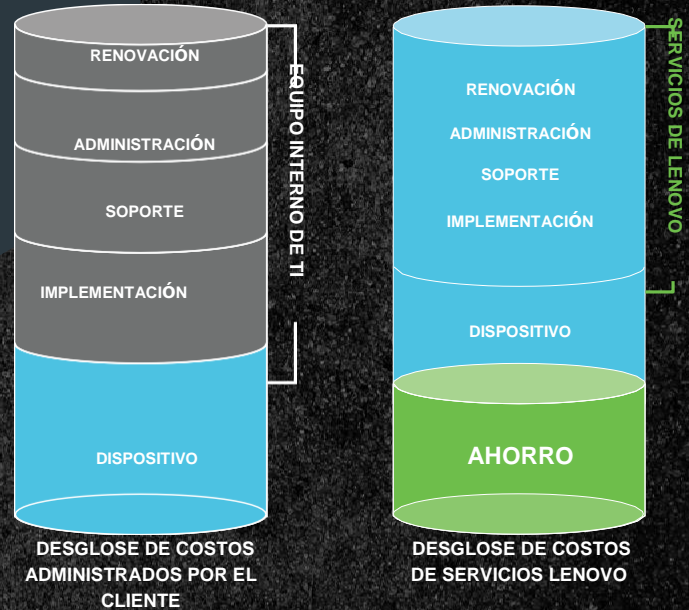 RENOVACIÓN
ADMINISTRACIÓN
SOPORTE
IMPLEMENTACIÓN
DISPOSITIVO
EQUIPO INTERNO DE TI
DESGLOSE DE COSTOS
ADMINISTRADOS POR EL
CLIENTE
RENOVACIÓN
ADMINISTRACIÓN
SOPORTE
IMPLEMENTACIÓN
DISPOSITIVO
AHORRO
SERVICIOS DE LENOVO
DESGLOSE DE COSTOS
DE SERVICIOS LENOVO